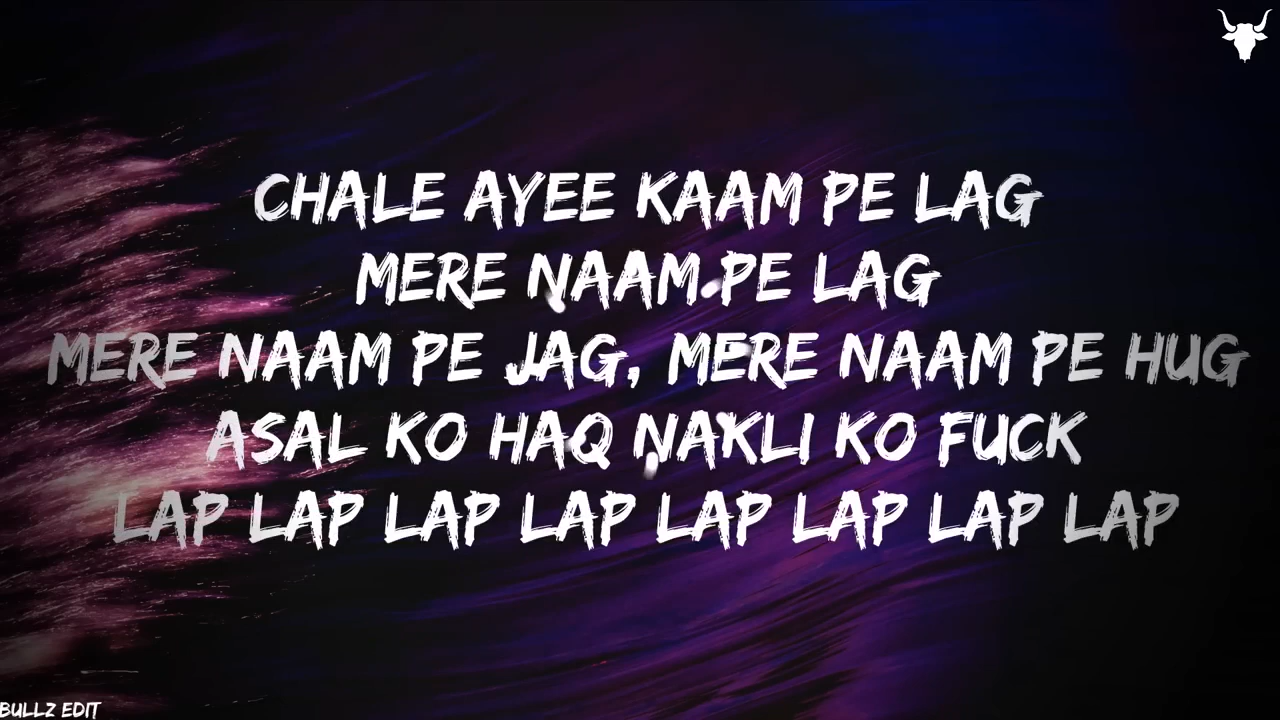 CHALE AYEE KAAM PE LAG
MERE NAAM PE LAG
MERE NAAM PE JAG, MERE NAAM PE HUG
ASAL KO HAQ NAKLI KO FUCK
LAP LAP LAP LAP LAP LAP LAP LAP
BULLZ EDIT